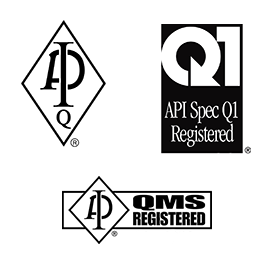 API
Q
®
Q1
API Spec Q1
Registered
®
API
®
QMS
REGISTERED